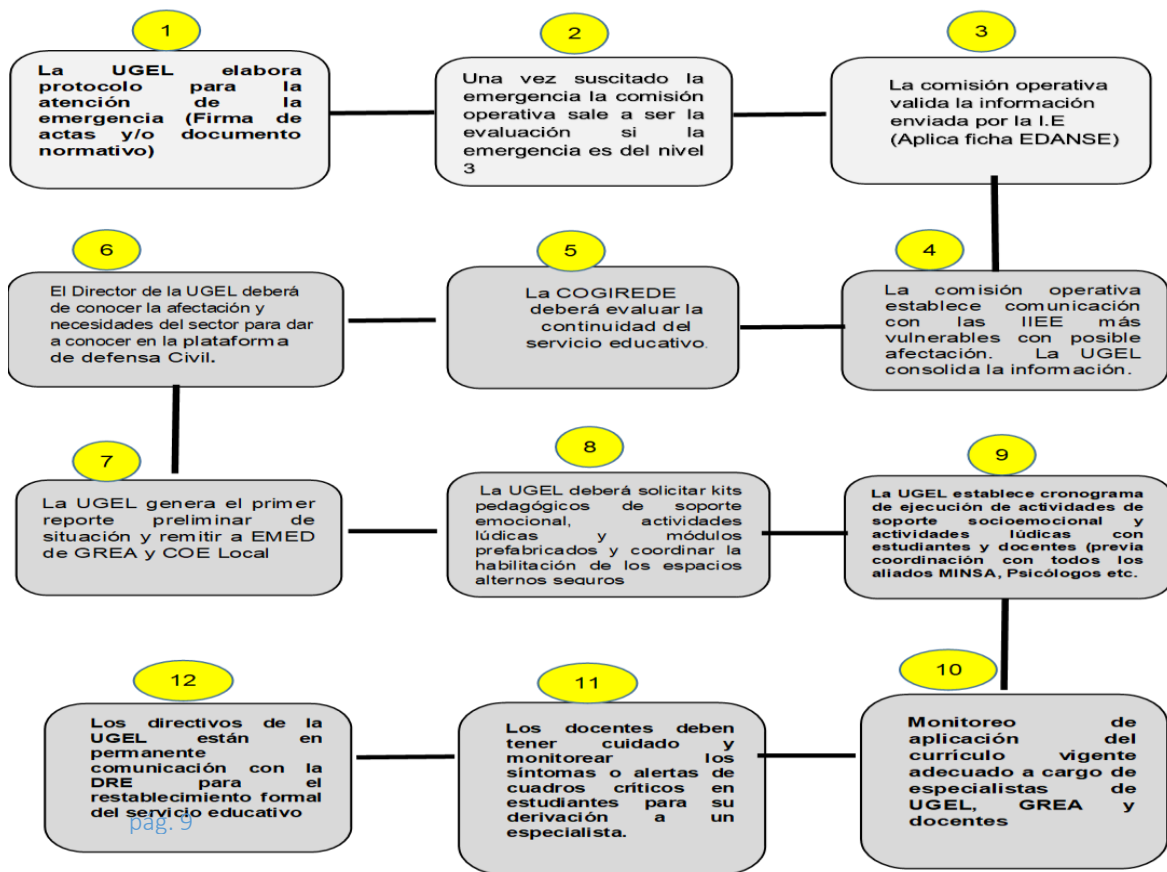 1
La UGEL elabora
protocolo para la
atención de la
emergencia (Firma de
actas y/o documento
normativo)
2
Una vez suscitado la
emergencia la comisión
operativa sale a ser la
evaluación si la
emergencia es del nivel
3
3
La comisión operativa
valida la información
enviada por la I.E
(Aplica ficha EDANSE)
4
La comisión operativa
establece comunicación
con las IIEE más
vulnerables con posible
afectación. La UGEL
consolida la información.
5
La COGIREDE
deberá evaluar la
continuidad del
servicio educativo.
6
El Director de la UGEL deberá
de conocer la afectación y
necesidades del sector para dar
a conocer en la plataforma
de defensa Civil.
7
La UGEL genera el primer
reporte preliminar de
situación y remitir a EMED
de GREA y COE Local
8
La UGEL deberá solicitar kits
pedagógicos de soporte
emocional, actividades
lúdicas y módulos
prefabricados y coordinar la
habilitación de los espacios
alternos seguros
9
La UGEL establece cronograma
de ejecución de actividades de
soporte socioemocional y
actividades lúdicas con
estudiantes y docentes (previa
coordinación con todos los
aliados MINSA, Psicólogos etc.
10
Monitoreo de
aplicación del
currículo vigente
adecuado a cargo de
especialistas de
UGEL, GREA y
docentes
11
Los docentes deben
tener cuidado y
monitorear los
síntomas o alertas de
cuadros críticos en
estudiantes para su
derivación a un
especialista.
12
Los directivos de la
UGEL están en
permanente
comunicación con la
DRE para el
restablecimiento formal
del servicio educativo
pág. 9